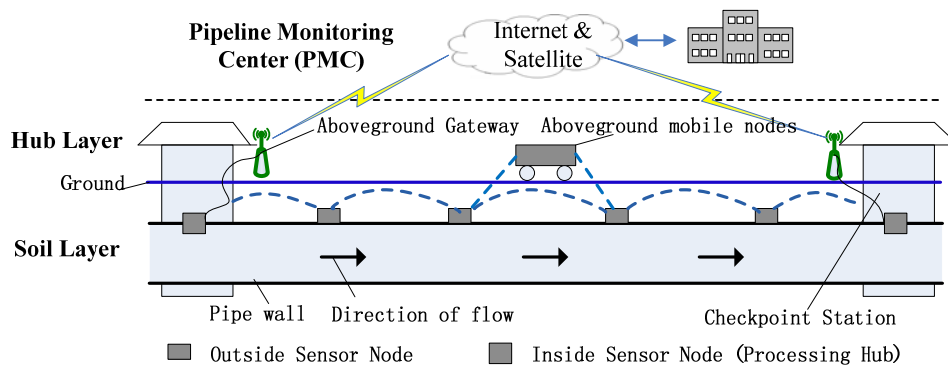 Pipeline Monitoring
Center (PMC)
Internet &
Satellite
Hub Layer
Aboveground Gateway
Aboveground mobile nodes
Ground
Soil Layer
Pipe wall
Direction of flow
Checkpoint Station
Outside Sensor Node
Inside Sensor Node (Processing Hub)